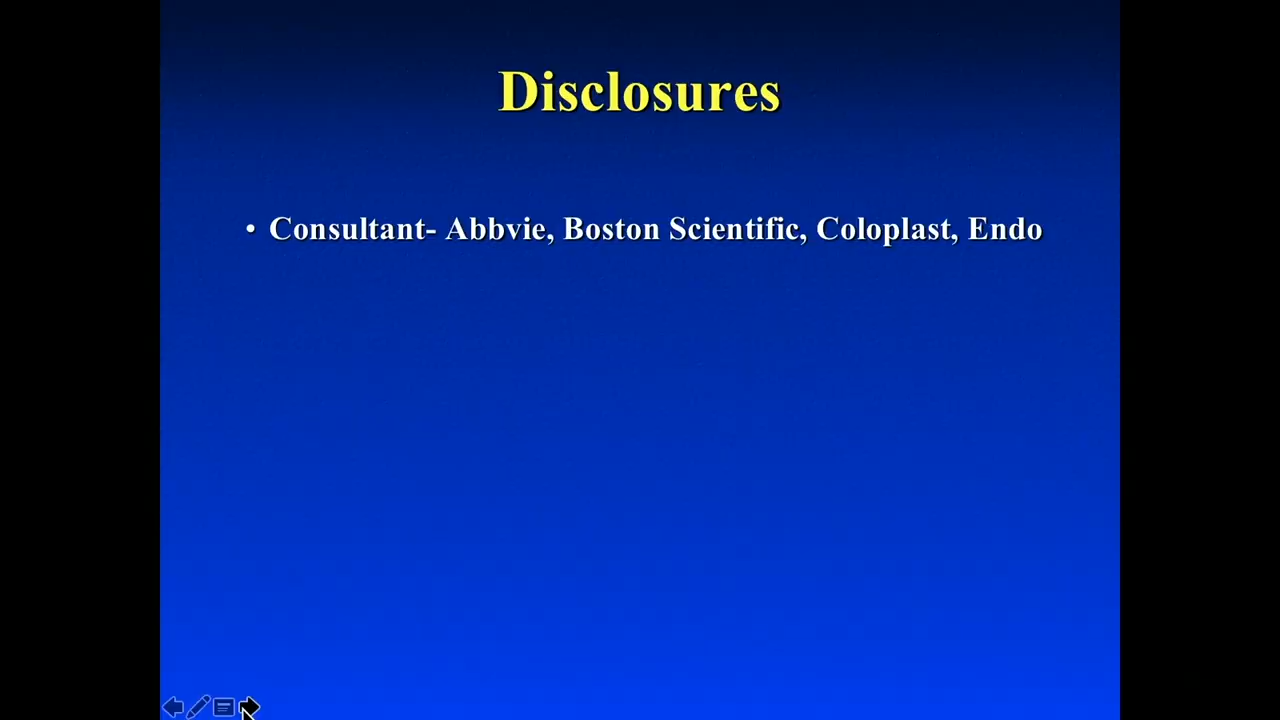 Disclosures
• Consultant- Abbvie, Boston Scientific, Coloplast, Endo